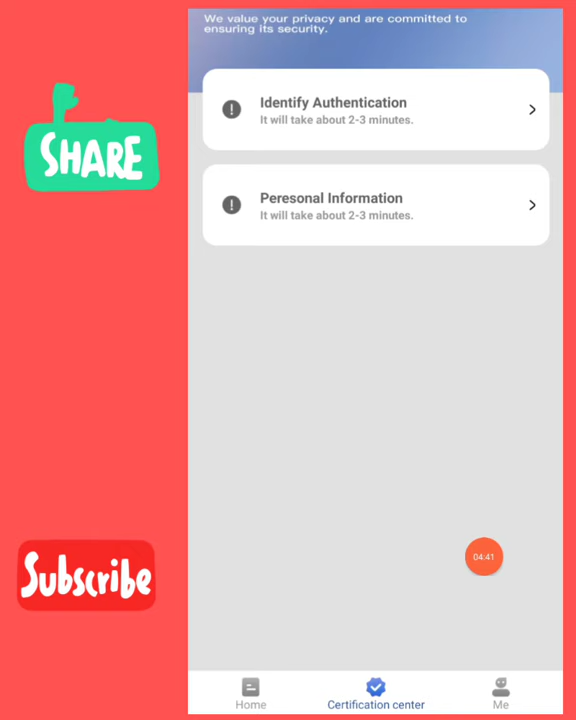 We value your privacy and are committed to
ensuring its security.
Identify Authentication
It will take about 2-3 minutes.
SHARE
Peresonal Information
It will take about 2-3 minutes.
04:41
Subscribe
Home
Certification center
Me